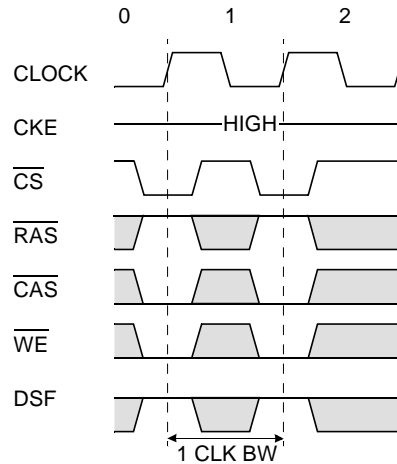 0 1 2
CLOCK
CKE HIGH
CS
RAS
CAS
WE
DSF
1 CLK BW